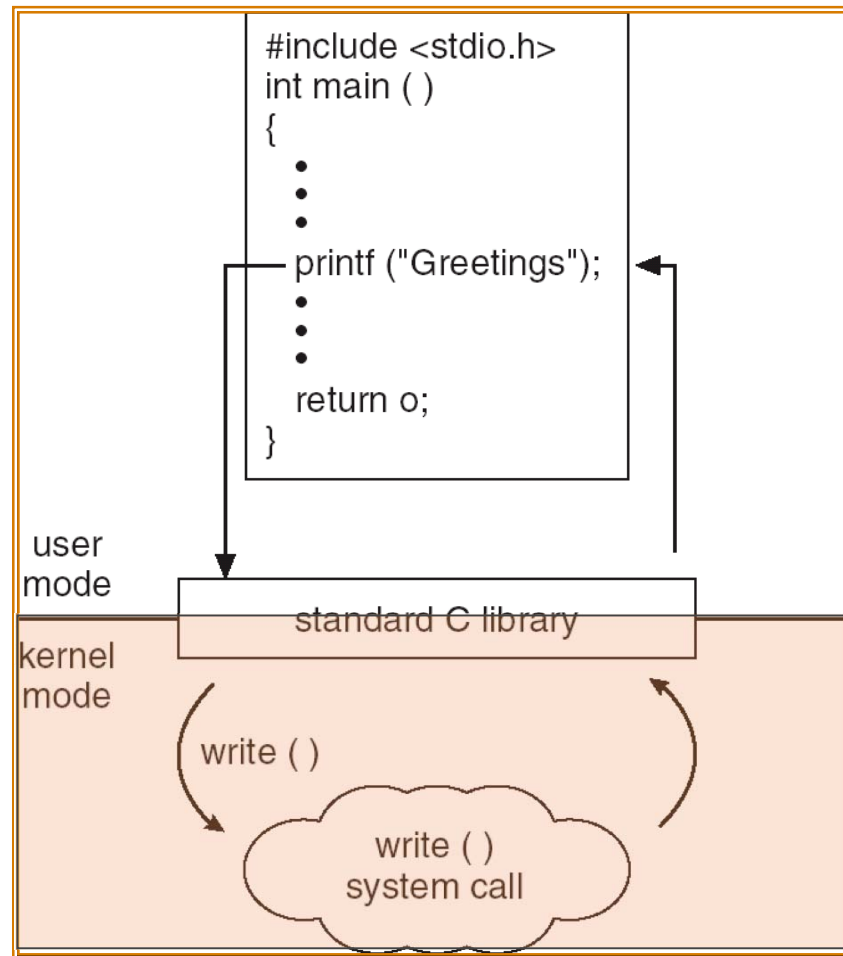 #include <stdio.h>
int main ( )
{
•
•
•
printf ("Greetings");
•
•
•
return o;
}
user
mode
standard C library
kernel
mode
write ( )
write ( )
system call